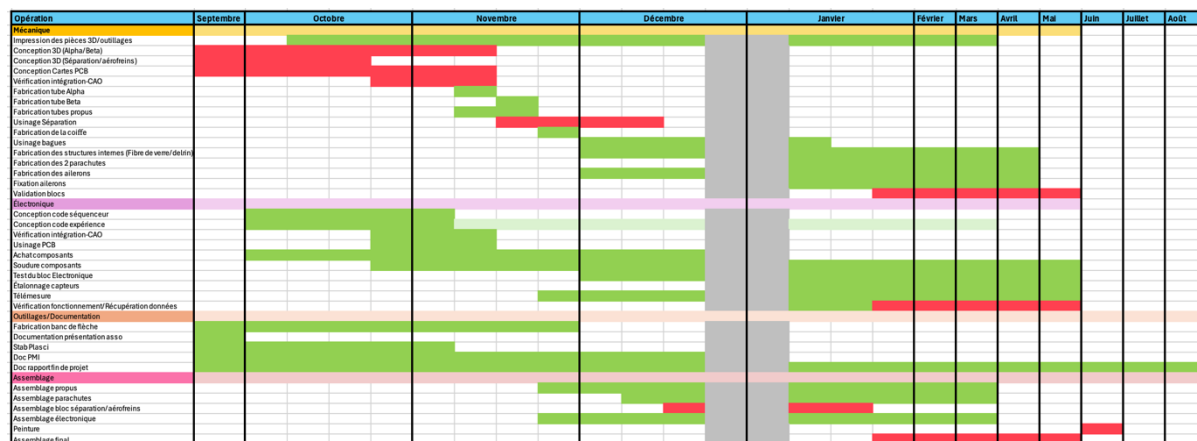 Opération Septembre Octobre Novembre Décembre Janvier Février Mars Avril Mai Juin Juillet Août
Mécanique
Impression des pièces 3D/outillages
Conception 3D (Alpha/Beta)
Conception 3D (Séparation/aérofreins)
Conception Cartes PCB
Vérification intégration-CAO
Fabrication tube Alpha
Fabrication tube Beta
Fabrication tubes propus
Usinage Séparation
Fabrication de la coiffe
Usinage bagues
Fabrication des structures internes (Fibre de verre/delrin)
Fabrication des 2 parachutes
Fabrication des ailerons
Fixation ailerons
Validation blocs
Électronique
Conception code séquenceur
Conception code expérience
Vérification intégration-CAO
Usinage PCB
Achat composants
Soudure composants
Test du bloc Electronique
Étalonnage capteurs
Télémesure
Vérification fonctionnement/Récupération données
Outillages/Documentation
Fabrication banc de flèche
Documentation présentation asso
Stab Plasci
Doc PMI
Doc rapport fin de projet
Assemblage
Assemblage propus
Assemblage parachutes
Assemblage bloc séparation/aérofreins
Assemblage électronique
Peinture
Assemblage final